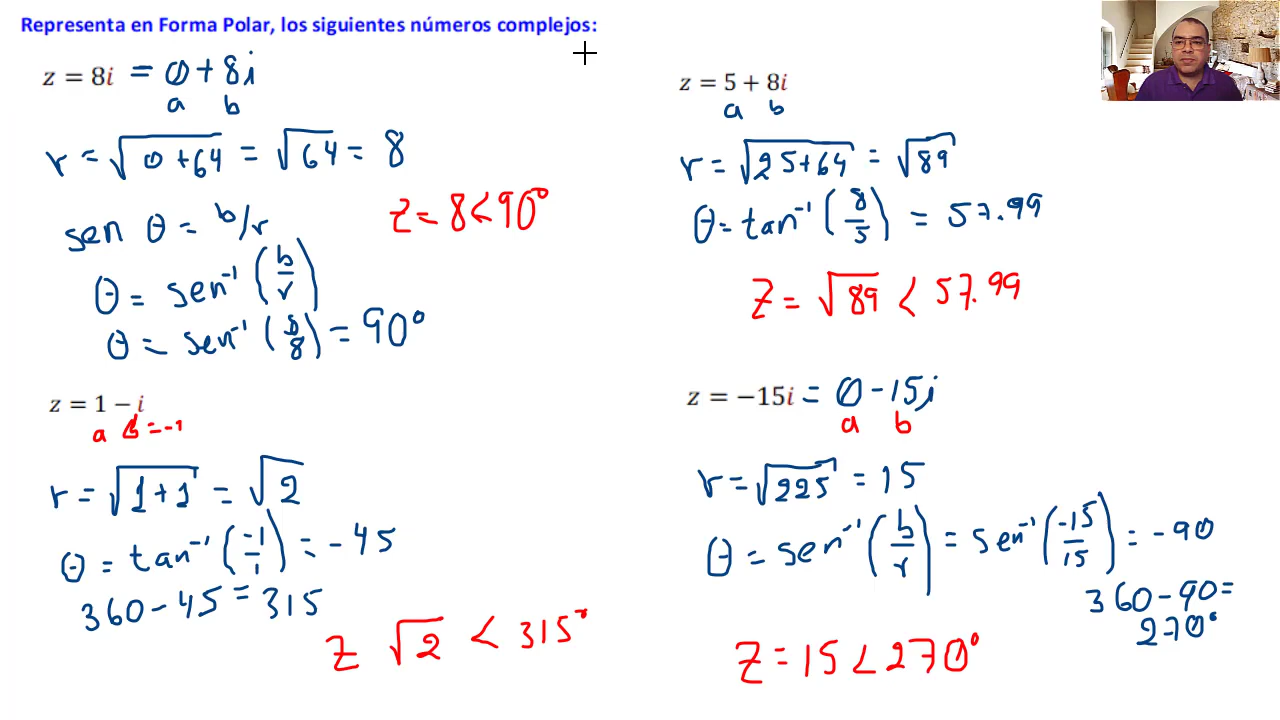 Representa en Forma Polar, los siguientes números complejos:
z = 8i = 0 + 8i
a b
r = √0+64 = √64 = 8
z = 8 < 90°
sen θ = b/r
θ = sen⁻¹ (b/r)
θ = sen⁻¹ (8/8) = 90°
z = 5 + 8i
a b
r = √25+64 = √89
θ = tan⁻¹ (8/5) = 57.99
Z = √89 < 57.99
z = 1 − i
a b = -1
r = √1+1 = √2
θ = tan⁻¹ (-1/1) = -45
360 - 45 = 315
Z √2 < 315°
z = −15i = 0 - 15i
a b
r = √225 = 15
θ = sen⁻¹ (b/r) = sen⁻¹ (-15/15) = -90
360 - 90 =
270°
Z = 15 < 270°